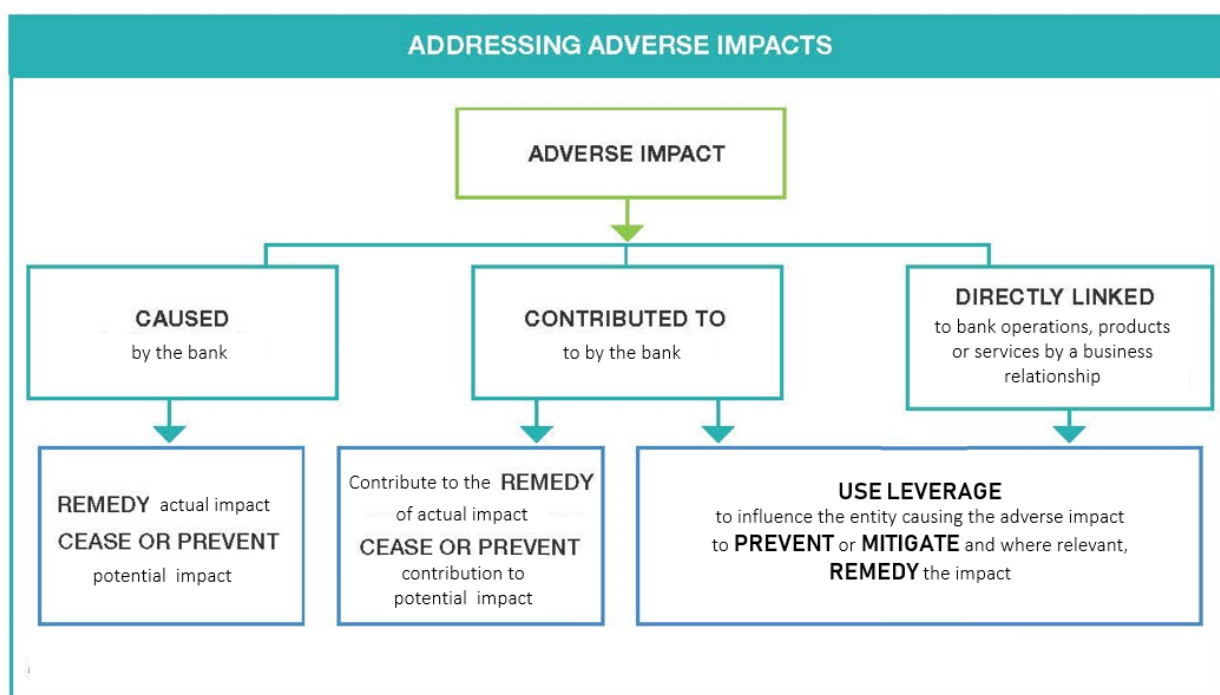 ADDRESSING ADVERSE IMPACTS
ADVERSE IMPACT
CAUSED
by the bank
CONTRIBUTED TO
to by the bank
DIRECTLY LINKED
to bank operations, products
or services by a business
relationship
REMEDY actual impact
CEASE OR PREVENT
potential impact
Contribute to the REMEDY
of actual impact
CEASE OR PREVENT
contribution to
potential impact
USE LEVERAGE
to influence the entity causing the adverse impact
to PREVENT or MITIGATE and where relevant,
REMEDY the impact